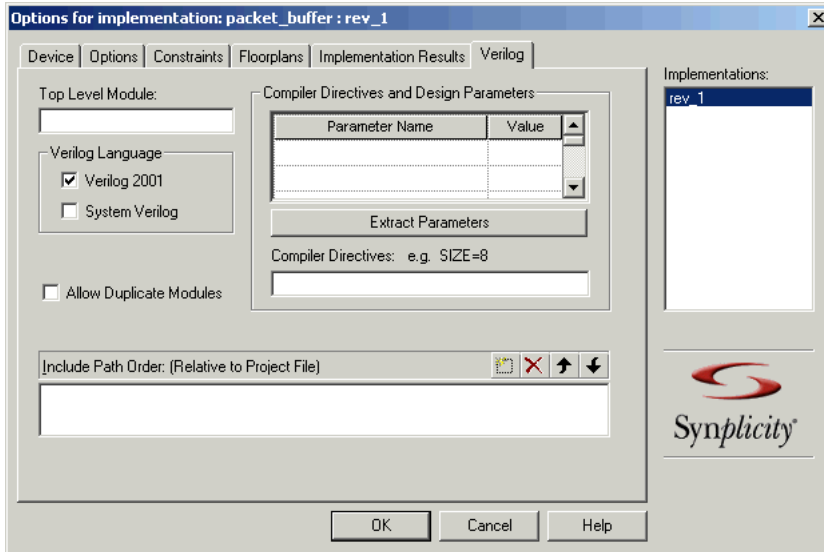 Options for implementation: packet_buffer : rev_1
Device Options Constraints Floorplans Implementation Results Verilog
Implementations:
rev_1
Top Level Module:
Compiler Directives and Design Parameters
Parameter Name Value
Verilog Language
Verilog 2001
System Verilog
Extract Parameters
Compiler Directives: e.g. SIZE=8
Allow Duplicate Modules
Include Path Order: (Relative to Project File)
Synplicity®
OK Cancel Help